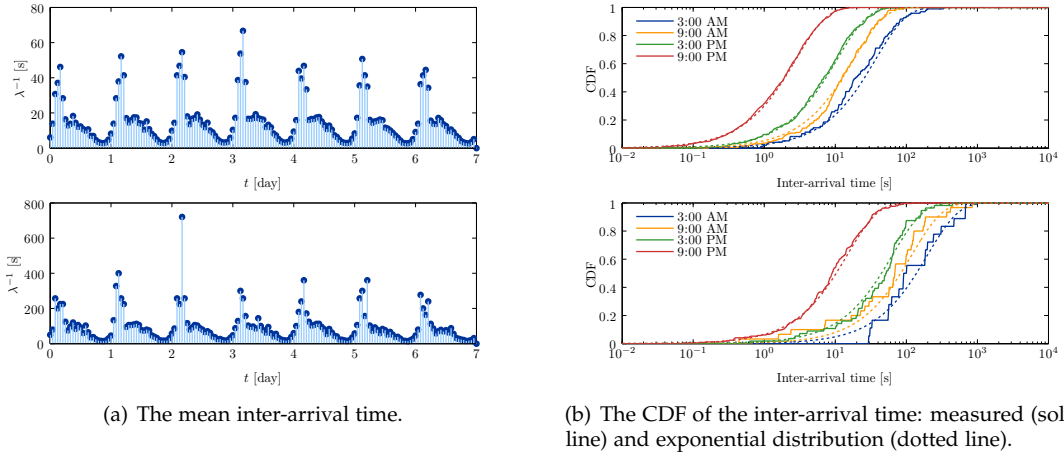 80
60
40
20
0
λ⁻¹ [s]
0 1 2 3 4 5 6 7
t [day]
800
600
400
200
0
λ⁻¹ [s]
0 1 2 3 4 5 6 7
t [day]
(a) The mean inter-arrival time.
1
0.8
0.6
0.4
0.2
0
CDF
3:00 AM
9:00 AM
3:00 PM
9:00 PM
10⁻² 10⁻¹ 10⁰ 10¹ 10² 10³ 10⁴
Inter-arrival time [s]
1
0.8
0.6
0.4
0.2
0
CDF
3:00 AM
9:00 AM
3:00 PM
9:00 PM
10⁻² 10⁻¹ 10⁰ 10¹ 10² 10³ 10⁴
Inter-arrival time [s]
(b) The CDF of the inter-arrival time: measured (sol
line) and exponential distribution (dotted line).